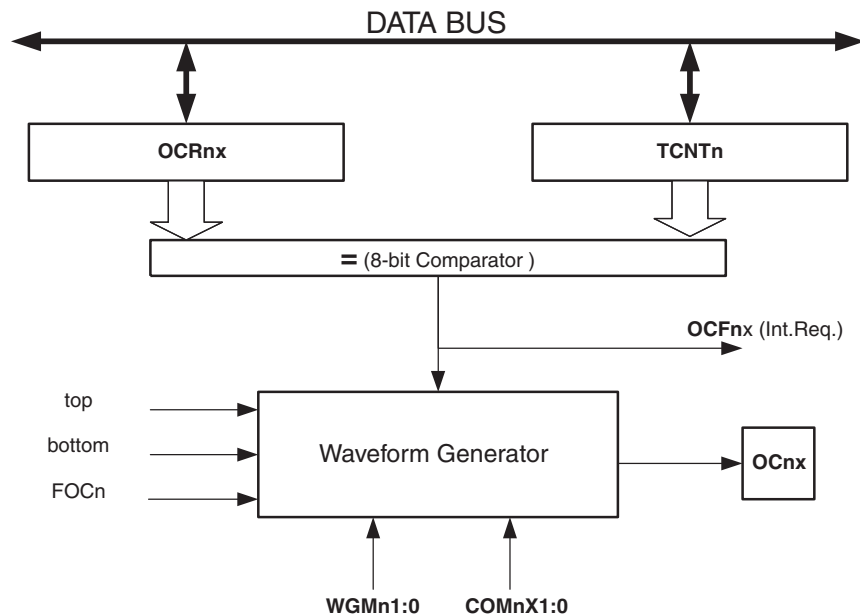 DATA BUS
OCRnx
TCNTn
= (8-bit Comparator )
OCFnx (Int.Req.)
top
bottom
FOCn
Waveform Generator
OCnx
WGMn1:0
COMnX1:0